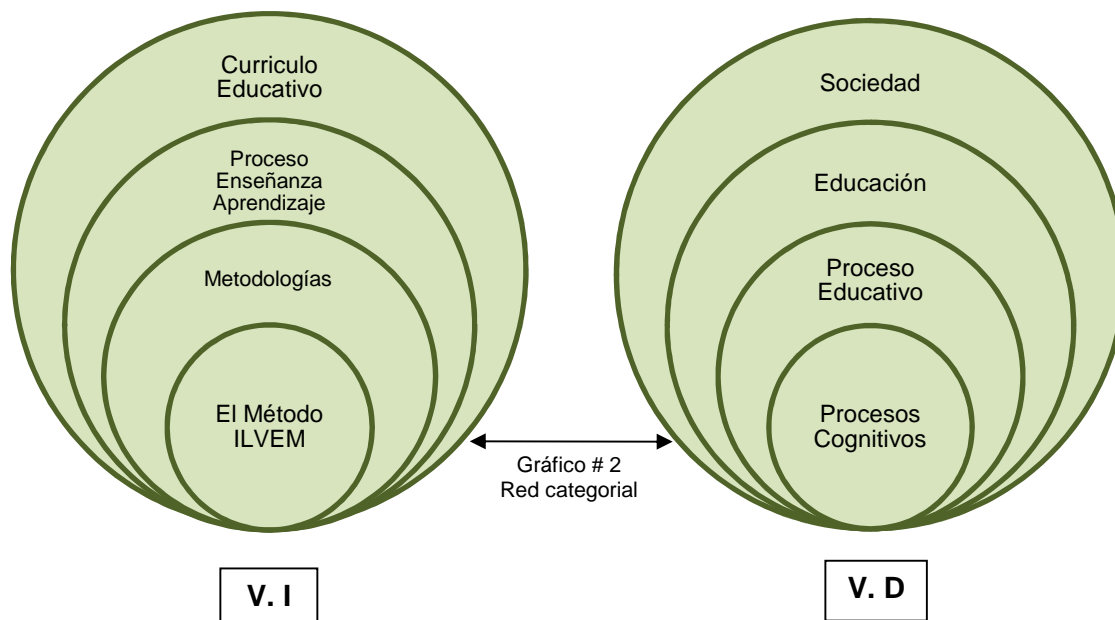 Curriculo
Educativo
Proceso
Enseñanza
Aprendizaje
Metodologías
El Método
ILVEM
V. I
Sociedad
Educación
Proceso
Educativo
Procesos
Cognitivos
V. D
Gráfico # 2
Red categorial